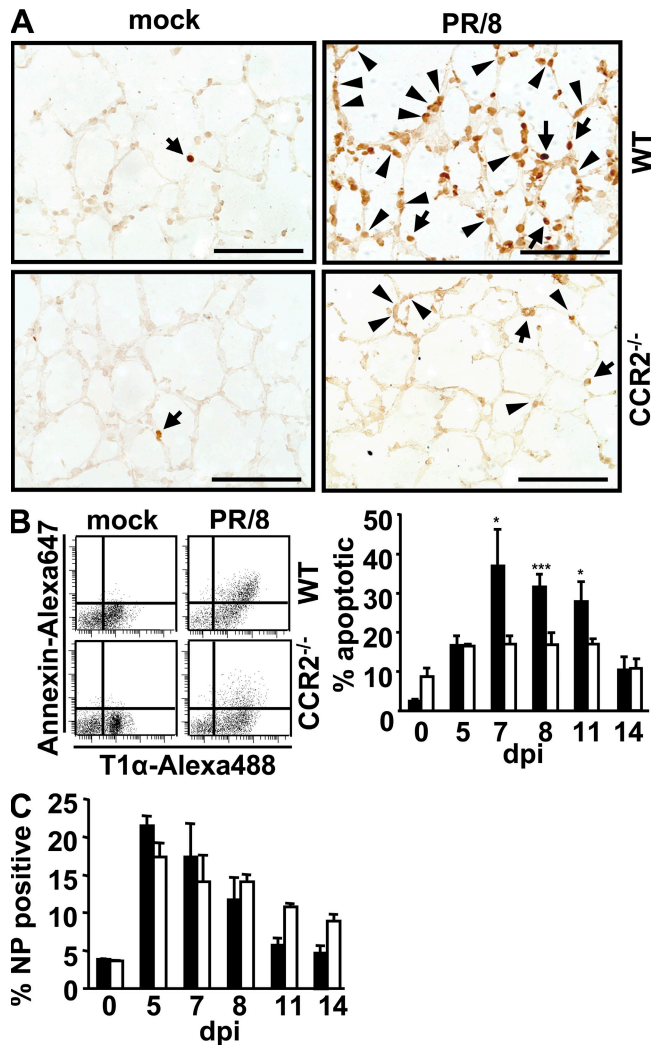 A
mock PR/8
WT
CCR2-/-
B
mock PR/8
Annexin-Alexa647
WT
CCR2-/-
T1α-Alexa488
% apoptotic
50
40
30
20
10
0
* *** *
0 5 7 8 11 14
dpi
C
% NP positive
25
20
15
10
5
0
0 5 7 8 11 14
dpi